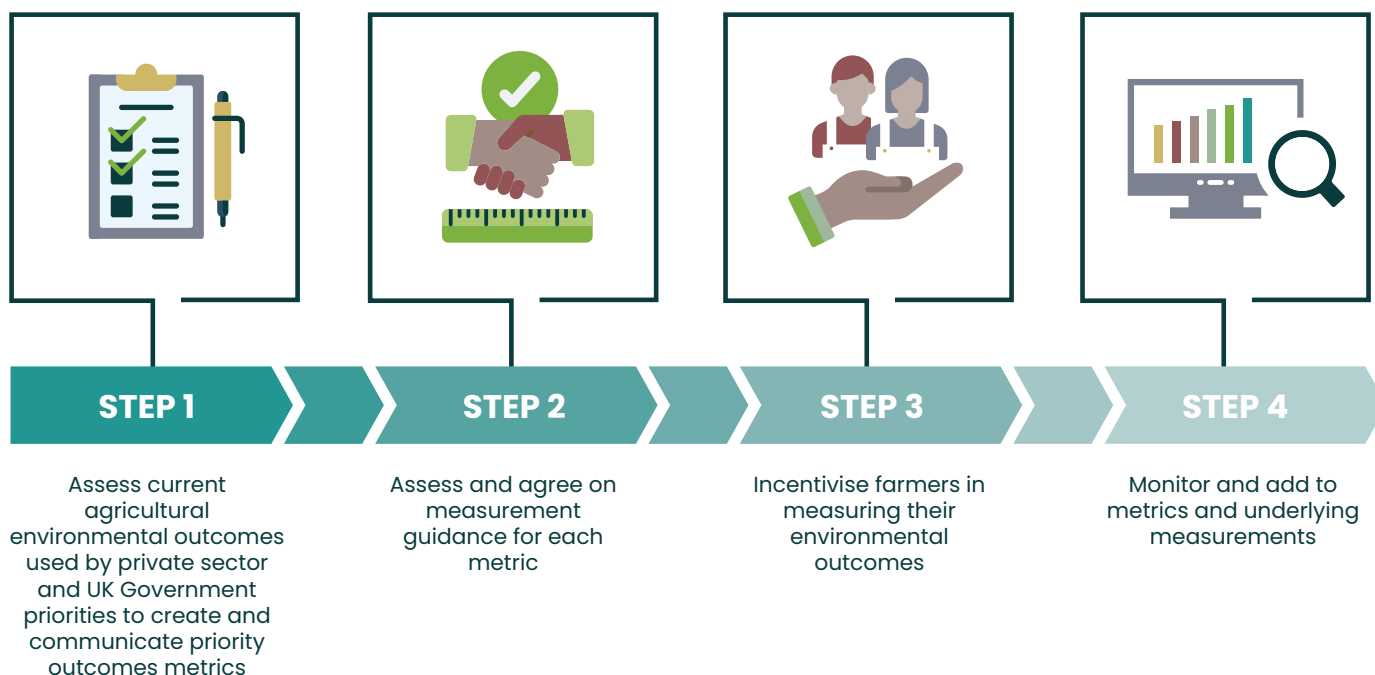 STEP 1
Assess current
agricultural
environmental outcomes
used by private sector
and UK Government
priorities to create and
communicate priority
outcomes metrics
STEP 2
Assess and agree on
measurement
guidance for each
metric
STEP 3
Incentivise farmers in
measuring their
environmental
outcomes
STEP 4
Monitor and add to
metrics and underlying
measurements